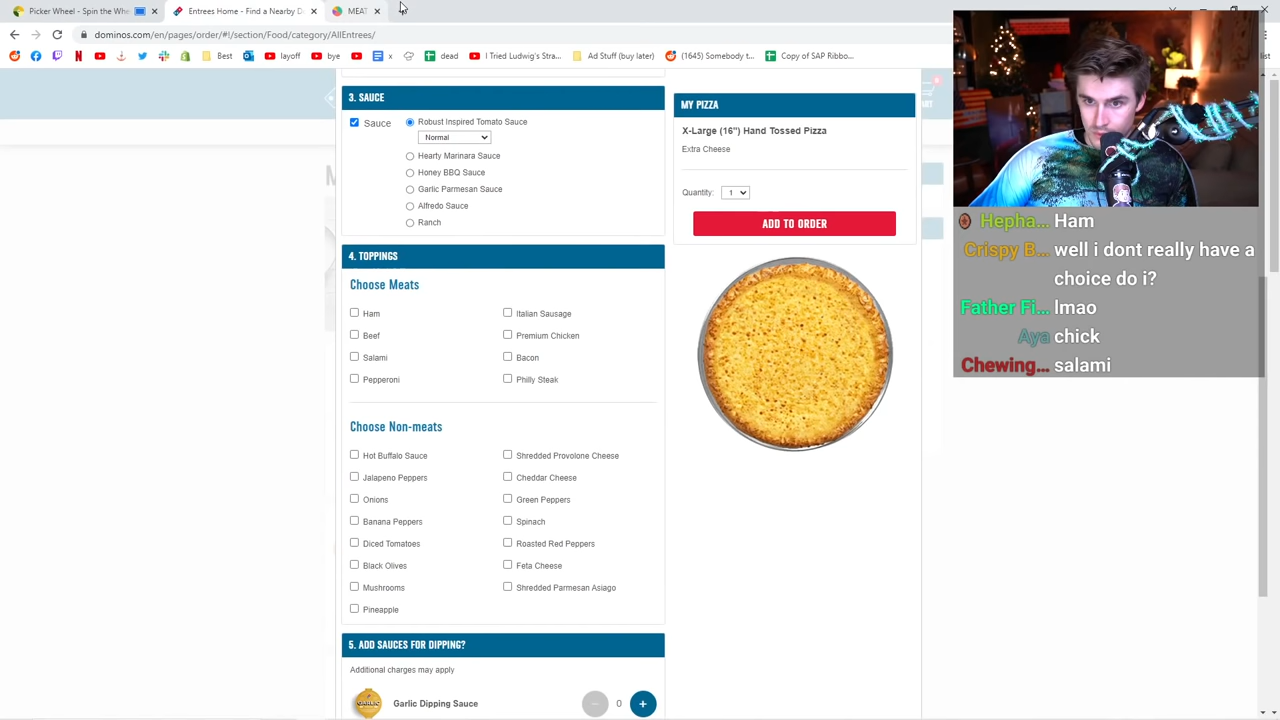 Picker Wheel - Spin the Whe
Entrees Home - Find a Nearby D
MEAT
dominos.com/en/pages/order/#!/section/Food/category/AllEntrees/
Best
layoff
bye
x
dead
I Tried Ludwig's Grat...
Ad Stuff (buy later)
(1645) Somebody t...
Copy of SAP Ribbo...
list
3. SAUCE
Sauce
Robust Inspired Tomato Sauce
Normal
Hearty Marinara Sauce
Honey BBQ Sauce
Garlic Parmesan Sauce
Alfredo Sauce
Ranch
4. TOPPINGS
Choose Meats
Ham
Italian Sausage
Beef
Premium Chicken
Salami
Bacon
Pepperoni
Philly Steak
Choose Non-meats
Hot Buffalo Sauce
Shredded Provolone Cheese
Jalapeno Peppers
Cheddar Cheese
Onions
Green Peppers
Banana Peppers
Spinach
Diced Tomatoes
Roasted Red Peppers
Black Olives
Feta Cheese
Mushrooms
Shredded Parmesan Asiago
Pineapple
5. ADD SAUCES FOR DIPPING?
Additional charges may apply
Garlic Dipping Sauce
0
MY PIZZA
X-Large (16") Hand Tossed Pizza
Extra Cheese
Quantity: 1
ADD TO ORDER
Hepha... Ham
Crispy B... well i dont really have a
choice do i?
Father Fi... lmao
Aya chick
Chewing... salami